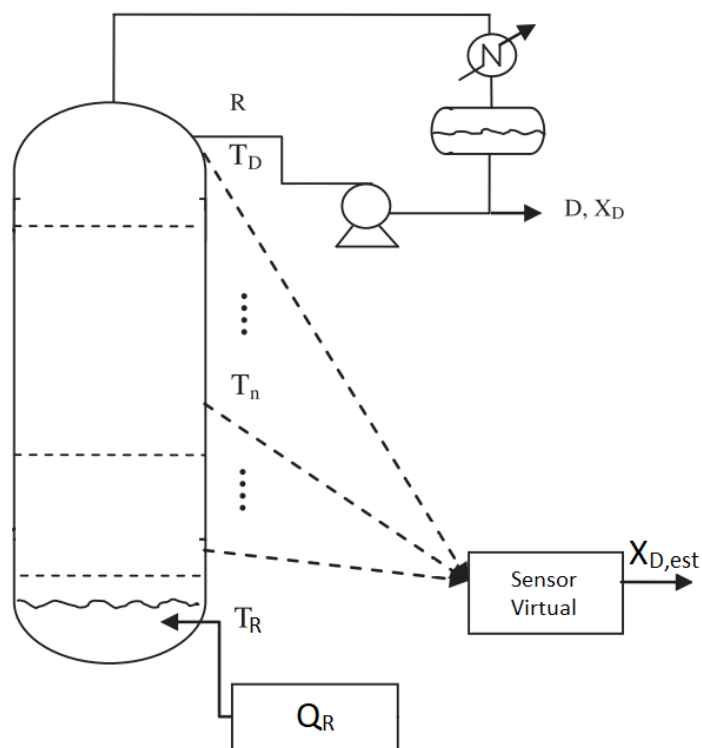 R
T_D
D, X_D
T_n
X_D,est
Sensor
Virtual
T_R
Q_R